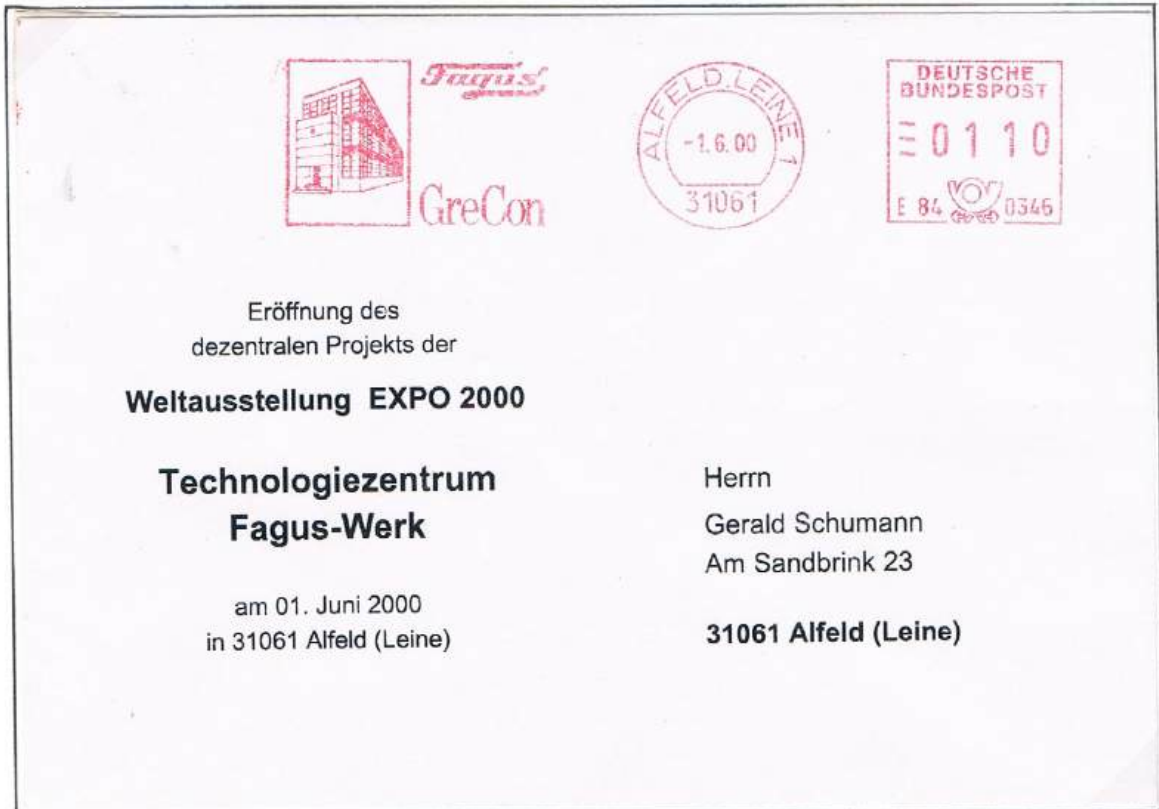 Fagus
GreCon
ALFELD, LEINE 1
-1.6.00
31061
DEUTSCHE
BUNDESPOST
0110
E 84 0346
Eröffnung des
dezentralen Projekts der
Weltausstellung EXPO 2000
Technologiezentrum
Fagus-Werk
am 01. Juni 2000
in 31061 Alfeld (Leine)
Herrn
Gerald Schumann
Am Sandbrink 23
31061 Alfeld (Leine)